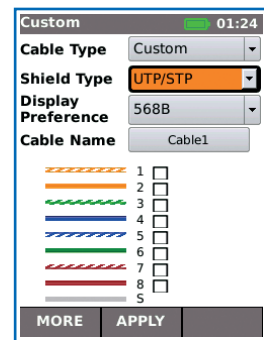 Custom 01:24
Cable Type Custom
Shield Type UTP/STP
Display
Preference 568B
Cable Name Cable1
1
2
3
4
5
6
7
8
S
MORE APPLY